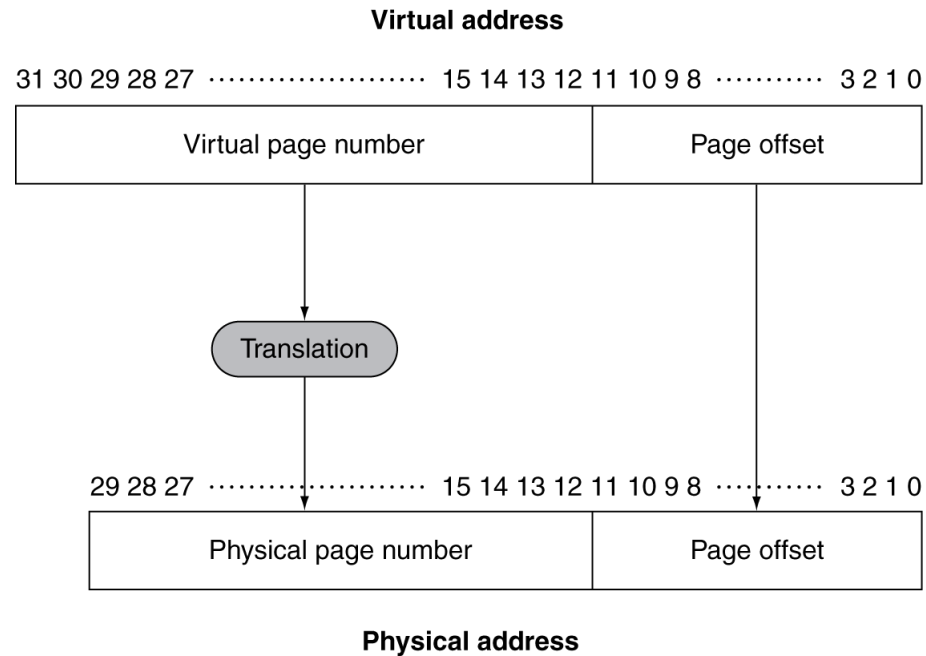 Virtual address
31 30 29 28 27 ····················· 15 14 13 12 11 10 9 8 ··········· 3 2 1 0
Virtual page number Page offset
Translation
29 28 27 ····················· 15 14 13 12 11 10 9 8 ··········· 3 2 1 0
Physical page number Page offset
Physical address